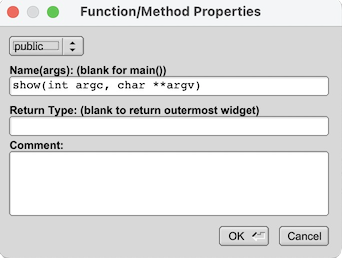 Function/Method Properties
public
Name(args): (blank for main())
show(int argc, char **argv)
Return Type: (blank to return outermost widget)
Comment:
OK
Cancel